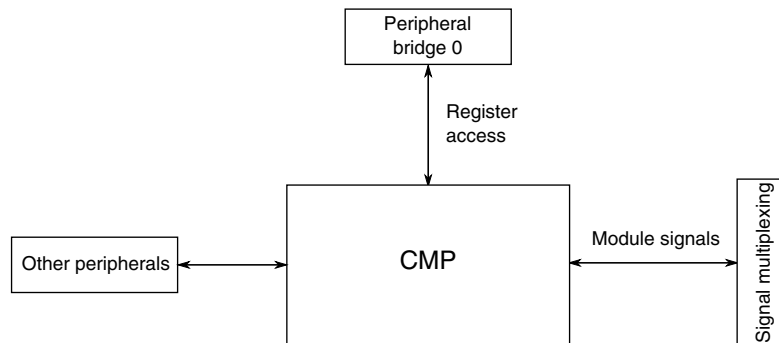 Peripheral
bridge 0
Register
access
Other peripherals
CMP
Module signals
Signal multiplexing